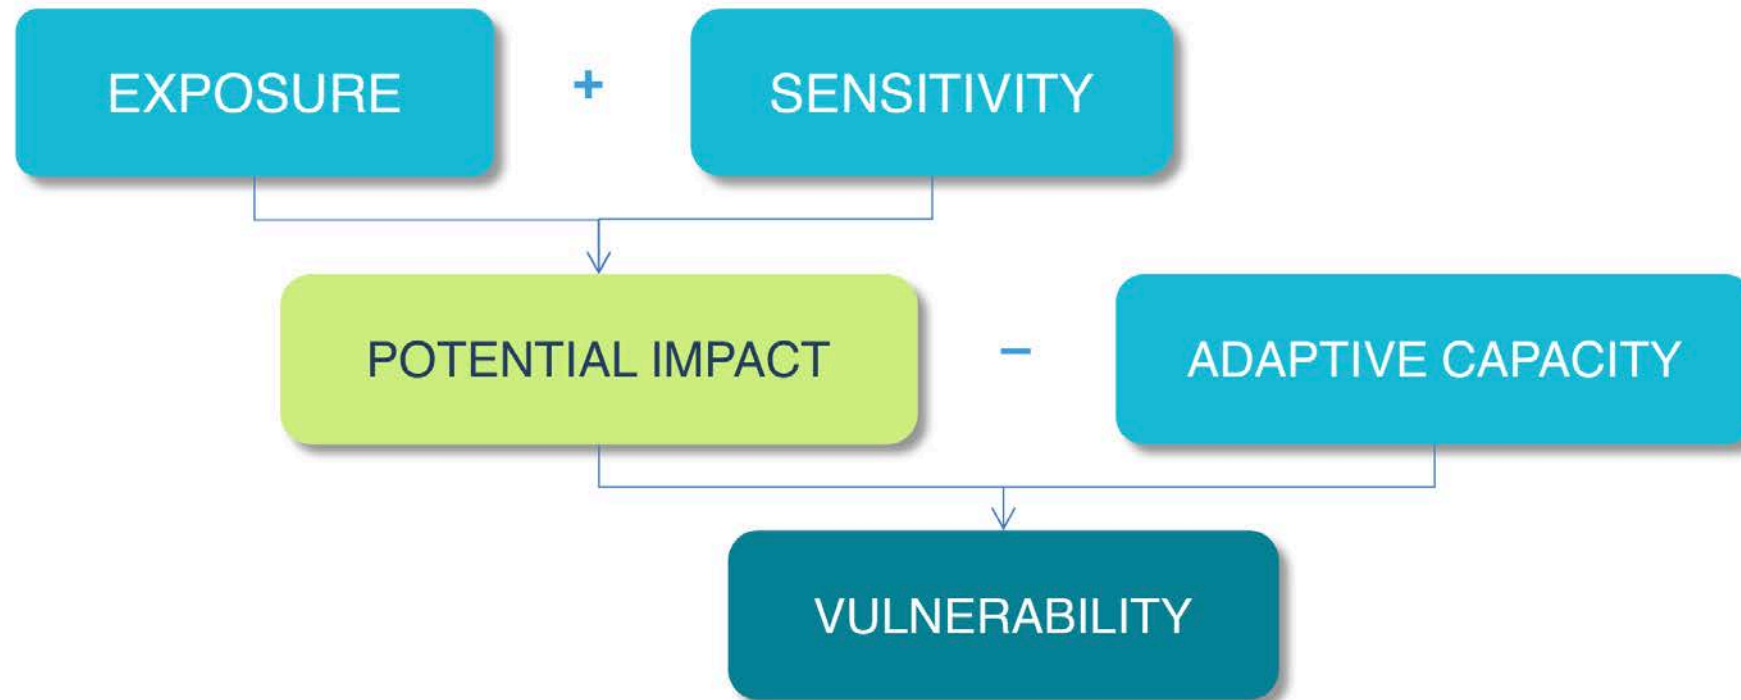 EXPOSURE + SENSITIVITY
POTENTIAL IMPACT – ADAPTIVE CAPACITY
VULNERABILITY